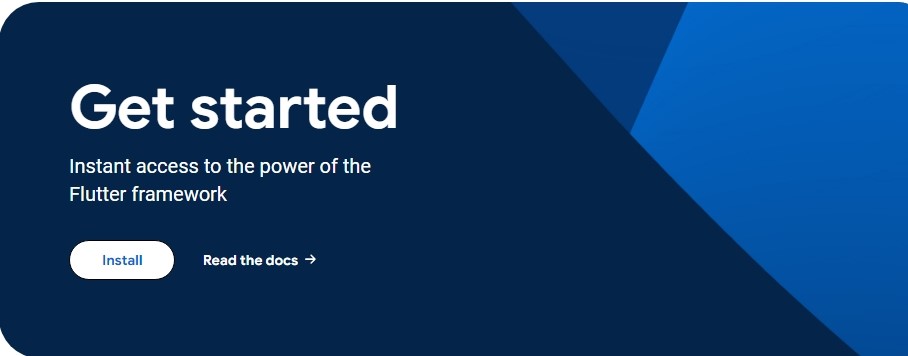 Get started
Instant access to the power of the
Flutter framework
Install
Read the docs →